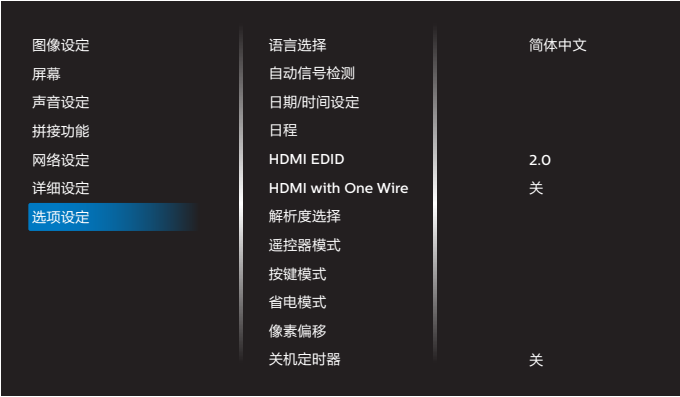 图像设定
屏幕
声音设定
拼接功能
网络设定
详细设定
选项设定
语言选择 简体中文
自动信号检测
日期/时间设定
日程
HDMI EDID 2.0
HDMI with One Wire 关
解析度选择
遥控器模式
按键模式
省电模式
像素偏移
关机定时器 关